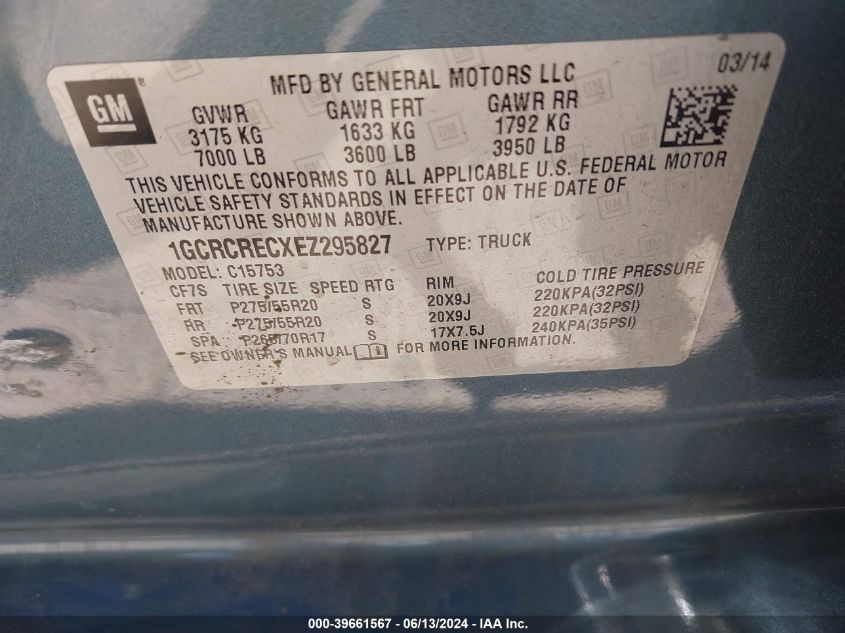 03/14
MFD BY GENERAL MOTORS LLC
GM®
GVWR GAWR FRT GAWR RR
3175 KG 1633 KG 1792 KG
7000 LB 3600 LB 3950 LB
THIS VEHICLE CONFORMS TO ALL APPLICABLE U.S. FEDERAL MOTOR
VEHICLE SAFETY STANDARDS IN EFFECT ON THE DATE OF
MANUFACTURE SHOWN ABOVE.
1GCRCRECXEZ295827 TYPE: TRUCK
MODEL: C15753
CF7S TIRE SIZE SPEED RTG RIM COLD TIRE PRESSURE
FRT P275/55R20 S 20X9J 220KPA(32PSI)
RR P275/55R20 S 20X9J 220KPA(32PSI)
SPA P265/70R17 S 17X7.5J 240KPA(35PSI)
SEE OWNER'S MANUAL FOR MORE INFORMATION.
000-39661567 / 06/13/2024 - IAA Inc.